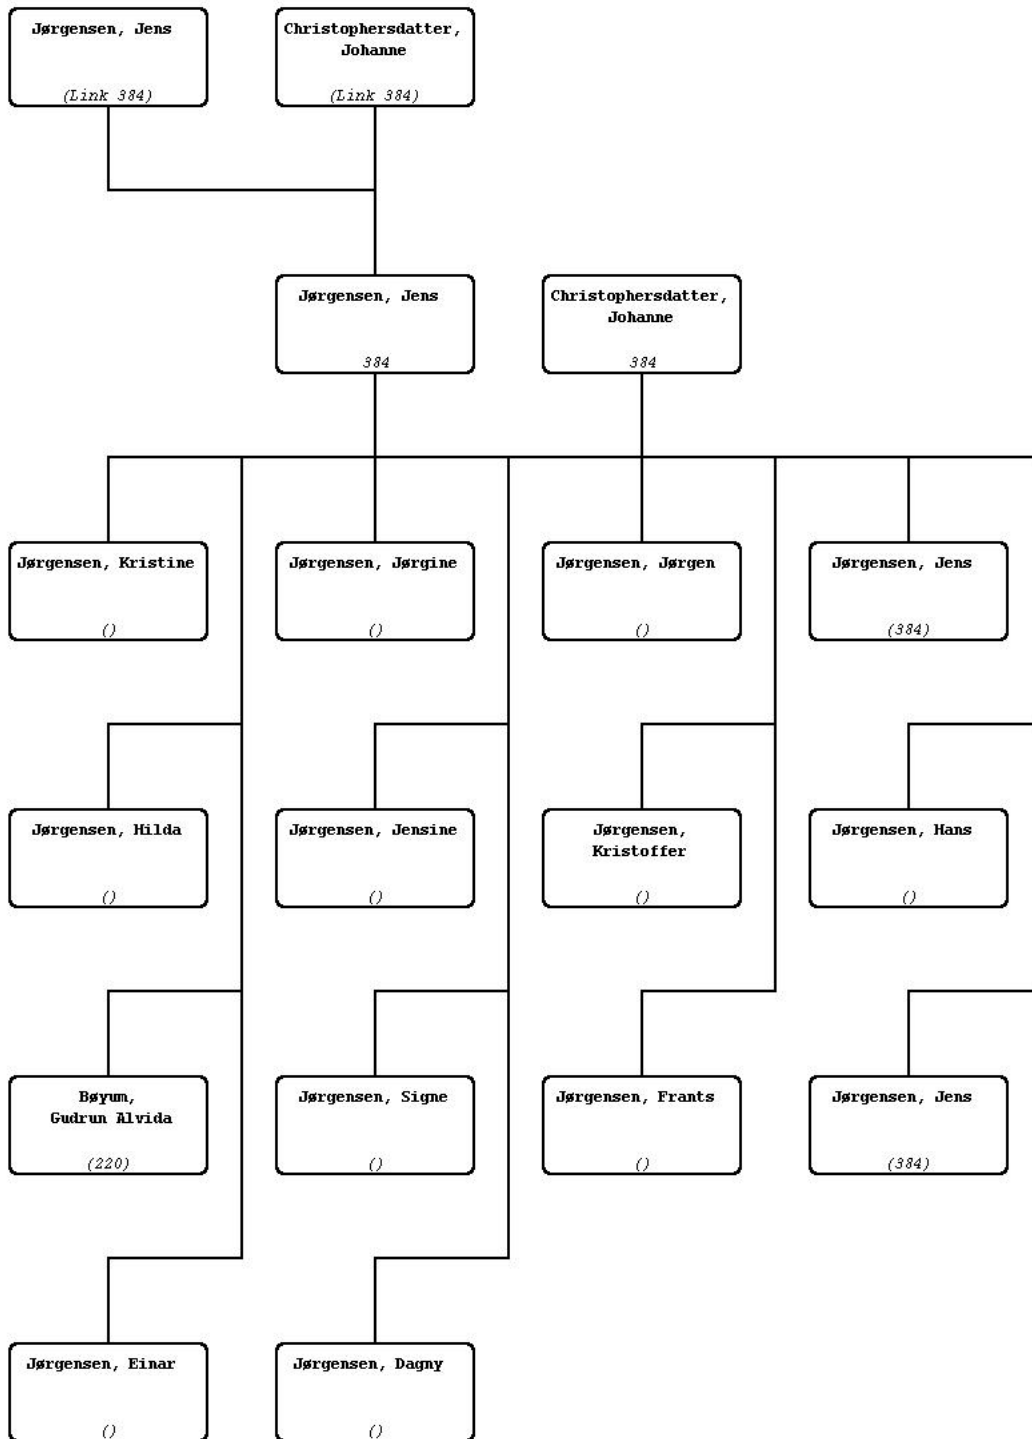 Jørgensen, Jens
(Link 384)
Christophersdatter,
Johanne
(Link 384)
Jørgensen, Jens
384
Christophersdatter,
Johanne
384
Jørgensen, Kristine
()
Jørgensen, Jørgine
()
Jørgensen, Jørgen
()
Jørgensen, Jens
(384)
Jørgensen, Hilda
()
Jørgensen, Jensine
()
Jørgensen,
Kristoffer
()
Jørgensen, Hans
()
Bøyum,
Gudrun Alvida
(220)
Jørgensen, Signe
()
Jørgensen, Frants
()
Jørgensen, Jens
(384)
Jørgensen, Einar
()
Jørgensen, Dagny
()